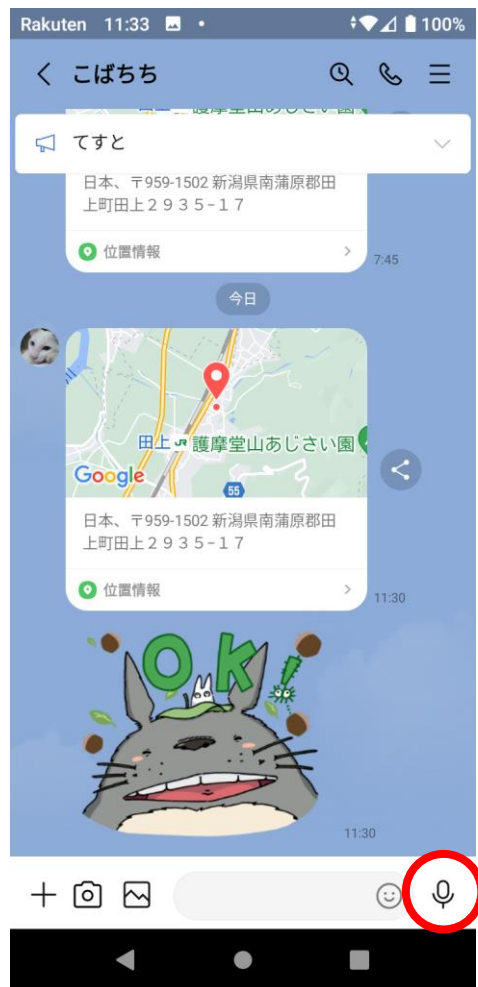 Rakuten 11:33 100%
こばちち
てすと
日本、〒959-1502 新潟県南蒲原郡田
上町田上２９３５−１７
位置情報
7:45
今日
田上 JR 護摩堂山あじさい園
Google
55
日本、〒959-1502 新潟県南蒲原郡田
上町田上２９３５−１７
位置情報
11:30
OK!
11:30